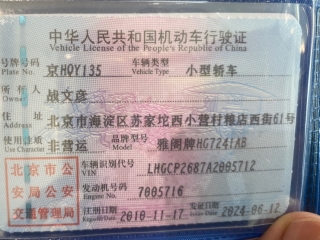 中华人民共和国机动车行驶证
Vehicle License of the People's Republic of China
号牌号码 京HQY135 车辆类型 小型轿车
Plate No. Vehicle Type
所有人 战文彦
Owner
住址 北京市海淀区苏家坨西小营村粮店西街61号
Address
使用性质 非营运 品牌型号 雅阁牌HG7241AB
Use Character Model
北京市公安局公安交通管理局
车辆识别代号 LHGCP2687A2005712
VIN
发动机号码 7005716
Engine No.
注册日期 2010-11-17 发证日期 2024-06-12
Register Date Issue Date